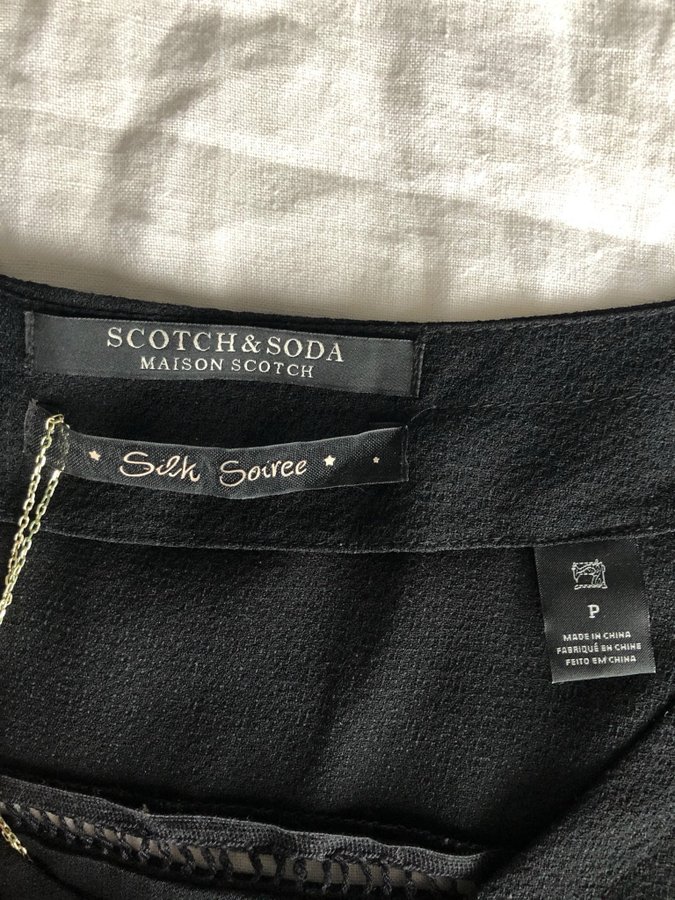 SCOTCH & SODA
MAISON SCOTCH
Silk Soiree
P
MADE IN CHINA
FABRIQUÉ EN CHINE
FEITO EM CHINA